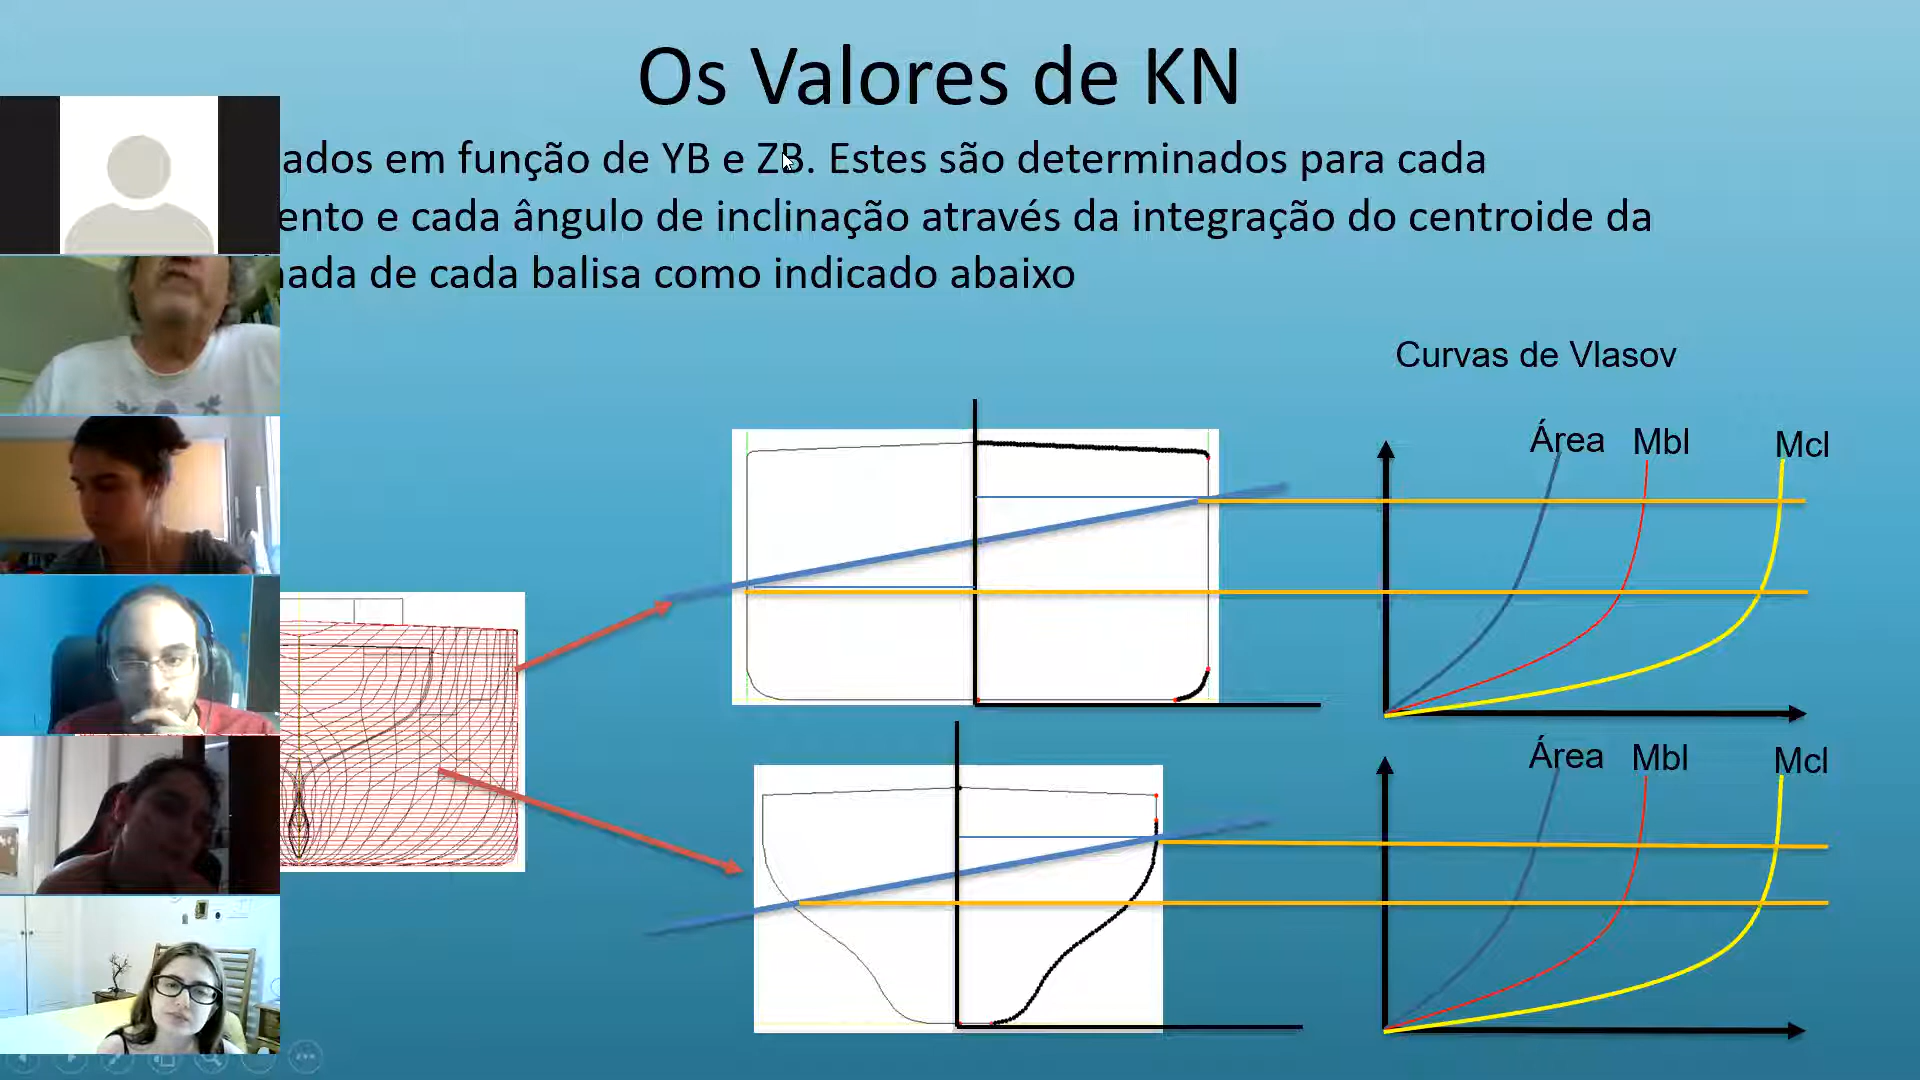 Os Valores de KN
ados em função de YB e ZB. Estes são determinados para cada
ento e cada ângulo de inclinação através da integração do centroide da
nada de cada balisa como indicado abaixo
Curvas de Vlasov
Área Mbl Mcl
Área Mbl Mcl